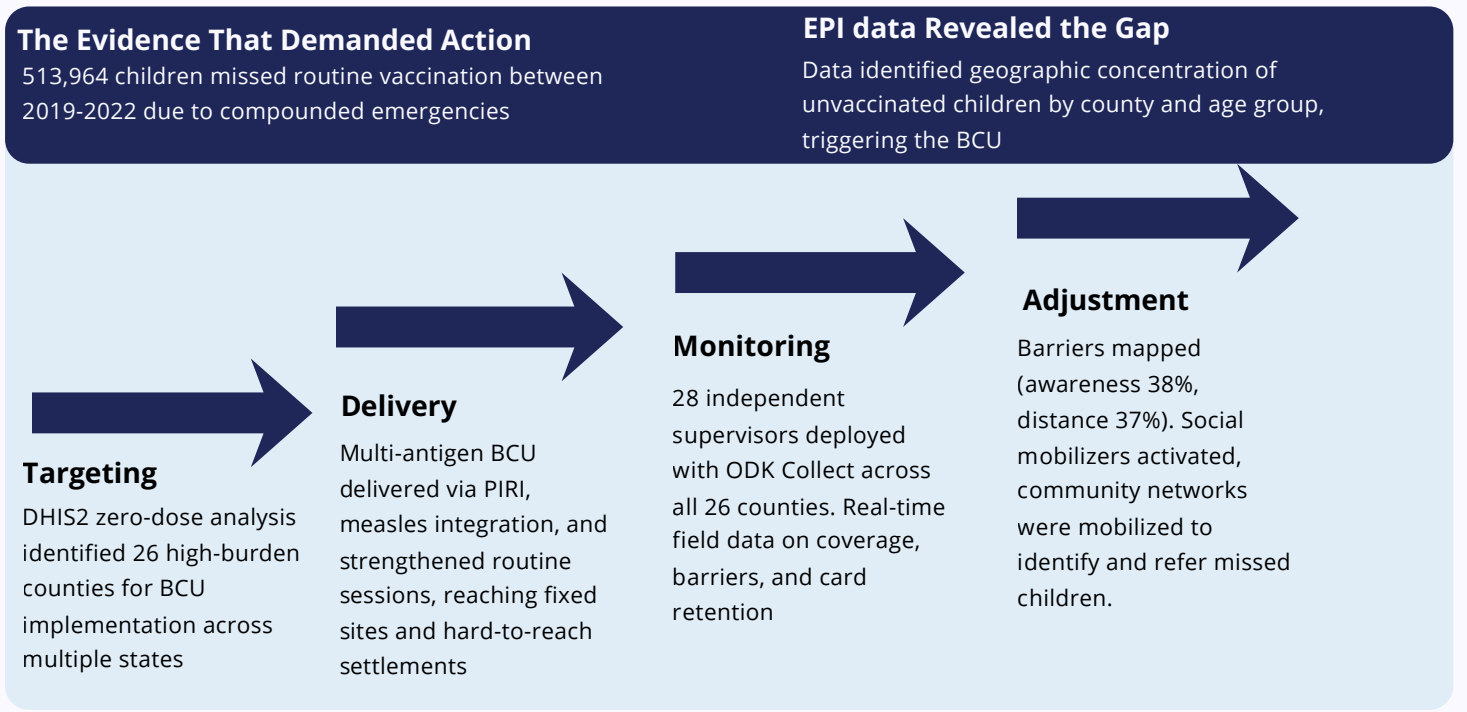 The Evidence That Demanded Action
513,964 children missed routine vaccination between
2019-2022 due to compounded emergencies
EPI data Revealed the Gap
Data identified geographic concentration of
unvaccinated children by county and age group,
triggering the BCU
Targeting
DHIS2 zero-dose analysis
identified 26 high-burden
counties for BCU
implementation across
multiple states
Delivery
Multi-antigen BCU
delivered via PIRI,
measles integration, and
strengthened routine
sessions, reaching fixed
sites and hard-to-reach
settlements
Monitoring
28 independent
supervisors deployed
with ODK Collect across
all 26 counties. Real-time
field data on coverage,
barriers, and card
retention
Adjustment
Barriers mapped
(awareness 38%,
distance 37%). Social
mobilizers activated,
community networks
were mobilized to
identify and refer missed
children.